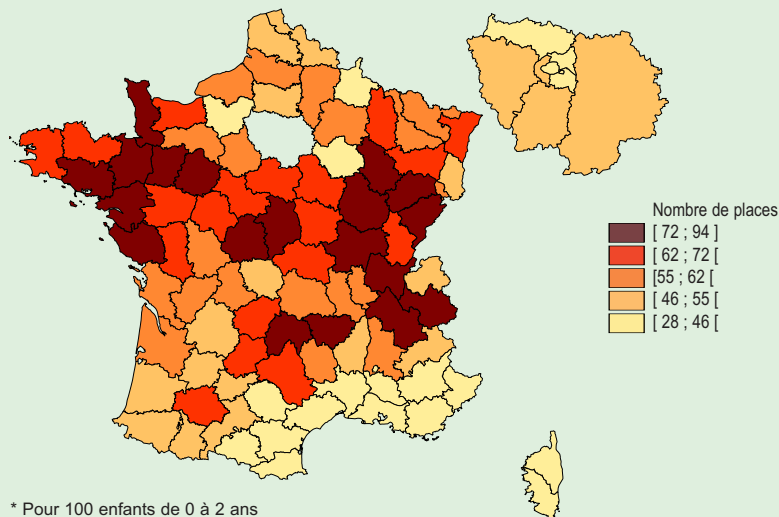 Nombre de places
[ 72 ; 94 ]
[ 62 ; 72 [
[55 ; 62 [
[ 46 ; 55 [
[ 28 ; 46 [
* Pour 100 enfants de 0 à 2 ans